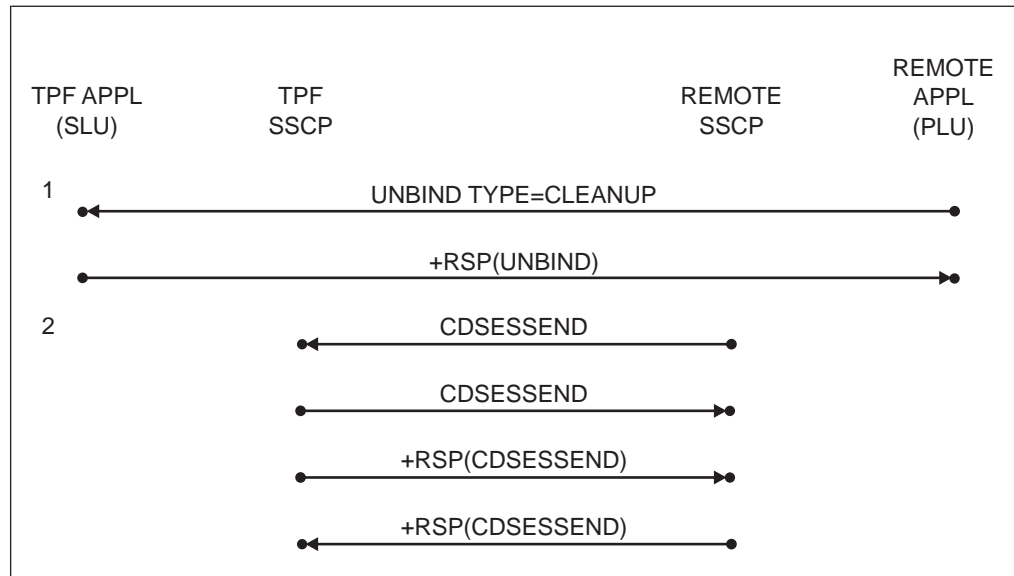 TPF APPL
(SLU)
TPF
SSCP
REMOTE
SSCP
REMOTE
APPL
(PLU)
1
UNBIND TYPE=CLEANUP
+RSP(UNBIND)
2
CDSESSEND
CDSESSEND
+RSP(CDSESSEND)
+RSP(CDSESSEND)